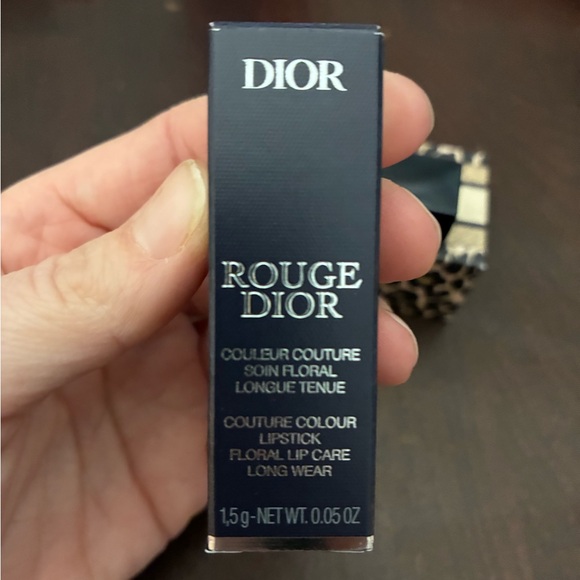 DIOR
ROUGE
DIOR
COULEUR COUTURE
SOIN FLORAL
LONGUE TENUE
COUTURE COLOUR
LIPSTICK
FLORAL LIP CARE
LONG WEAR
1,5 g-NET WT. 0.05 OZ